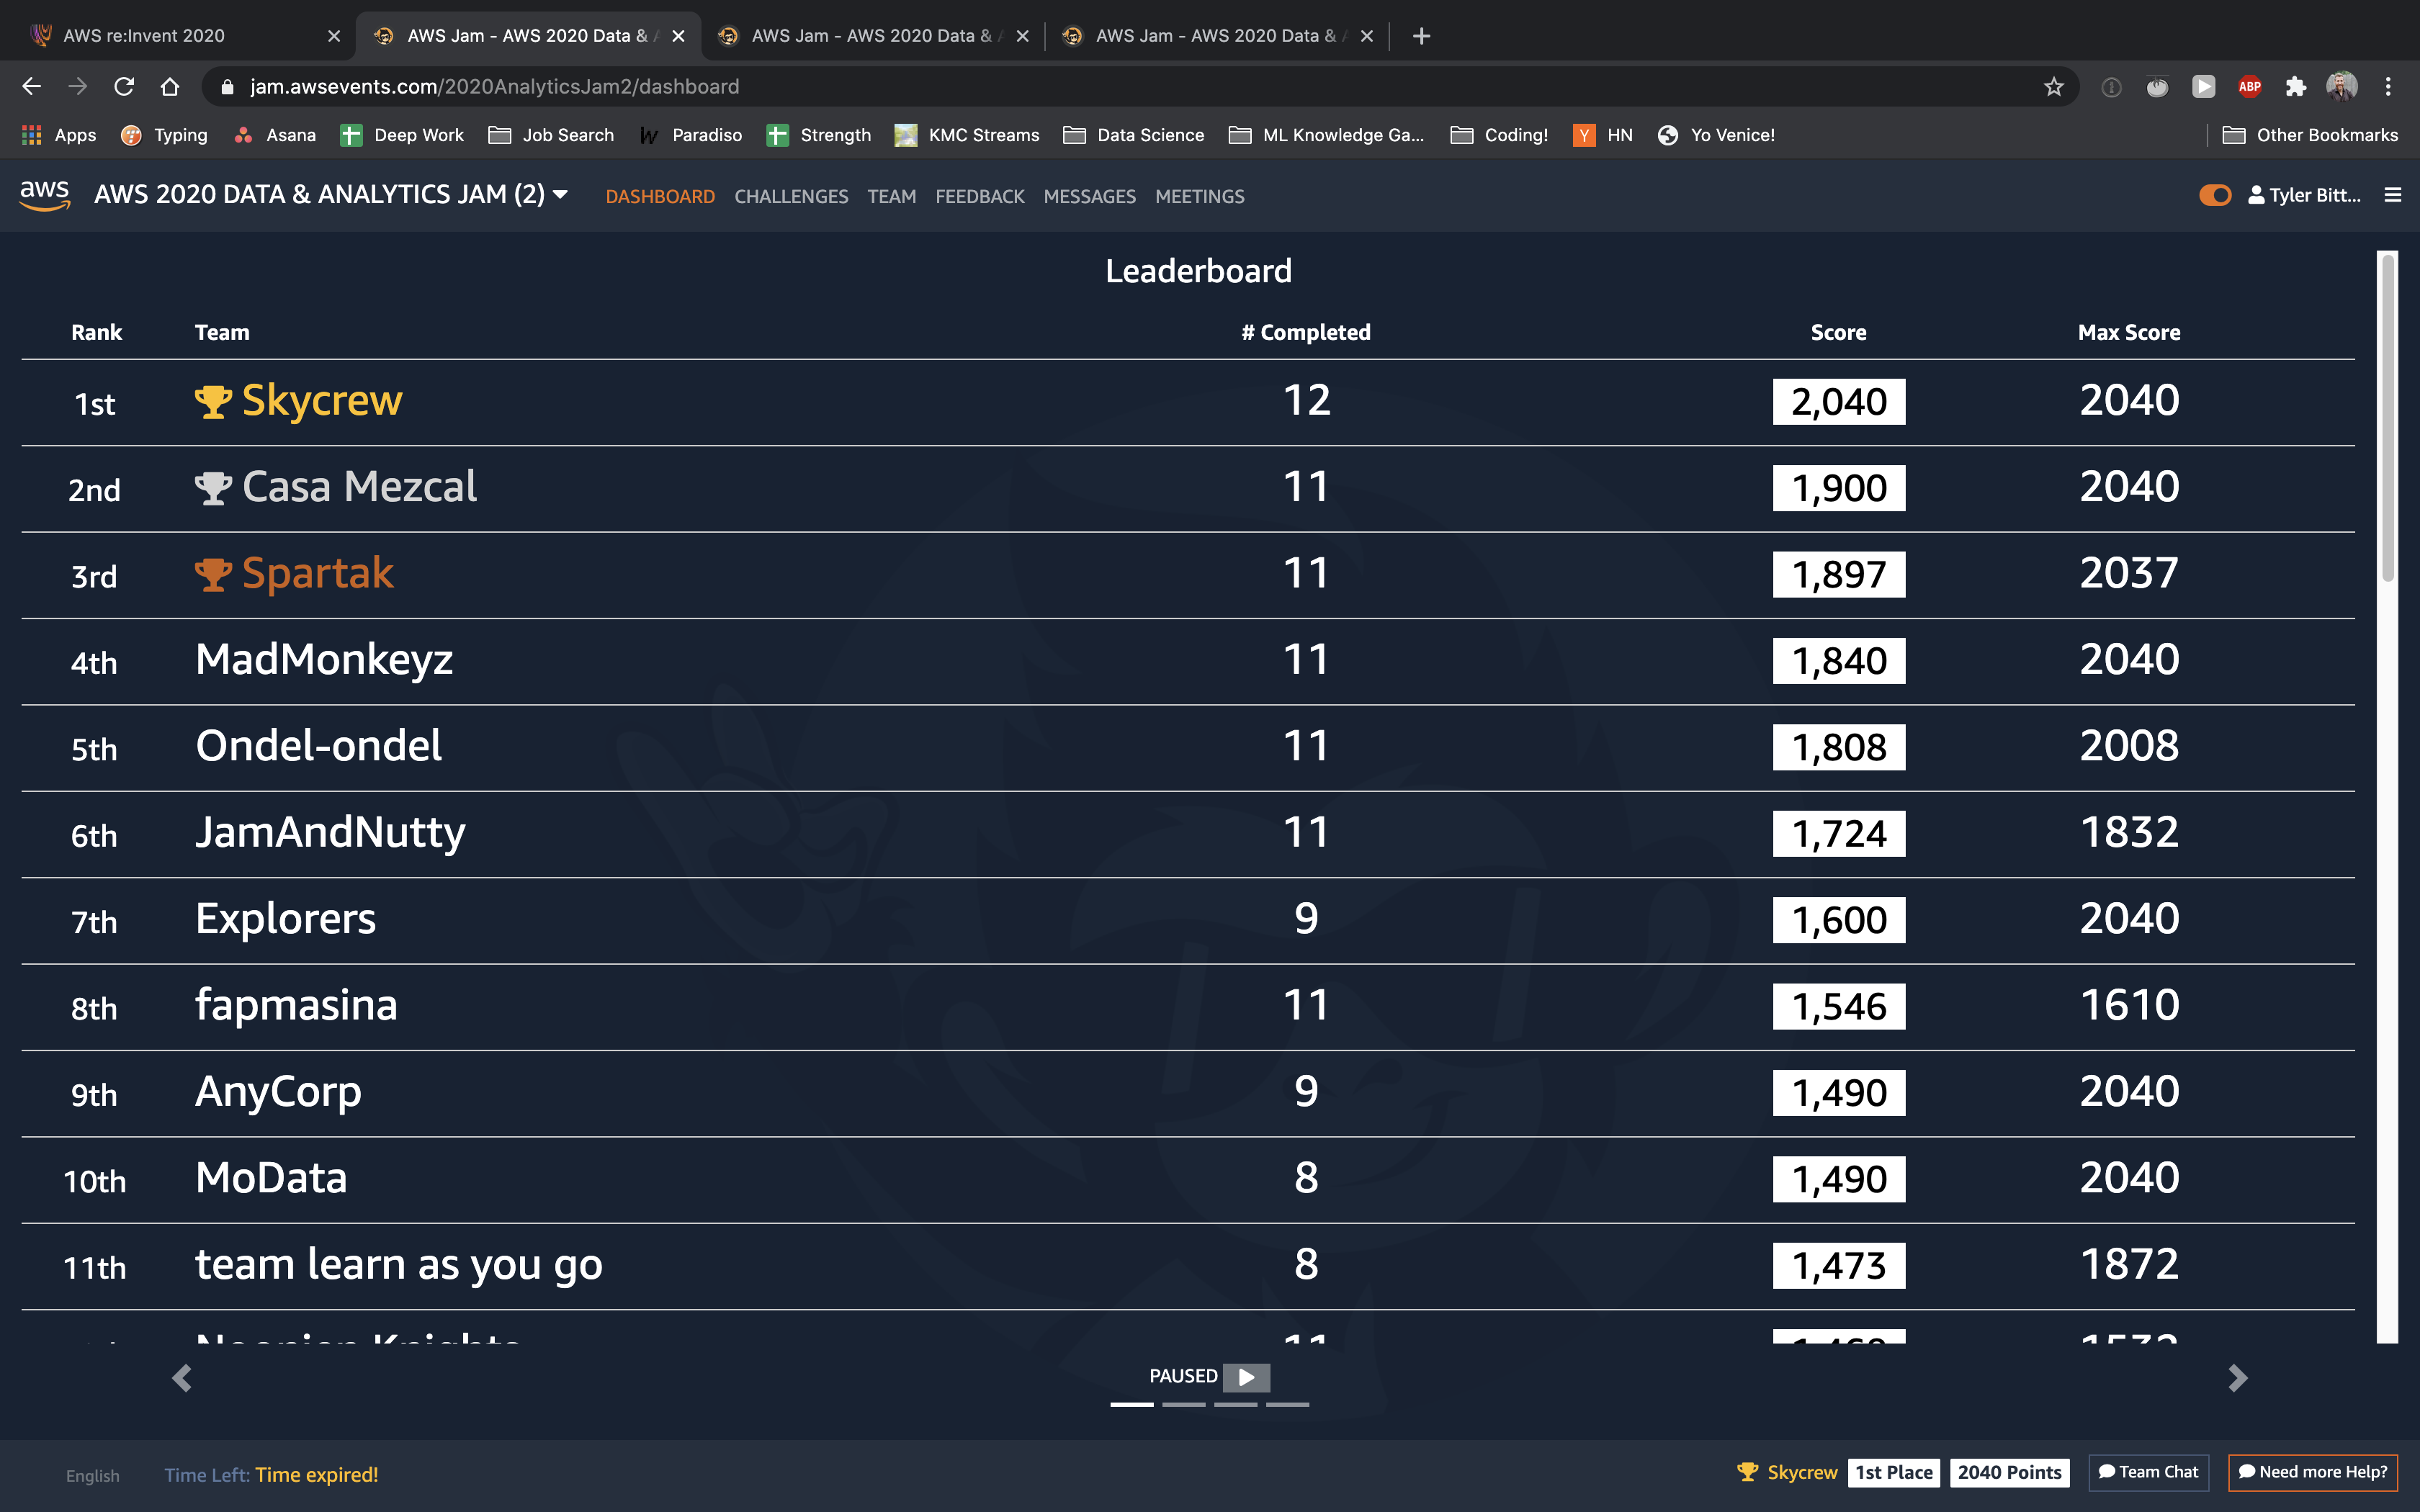 AWS re:Invent 2020
AWS Jam - AWS 2020 Data &
AWS Jam - AWS 2020 Data &
AWS Jam - AWS 2020 Data &
jam.awsevents.com/2020AnalyticsJam2/dashboard
ABP
Apps Typing Asana Deep Work Job Search Paradiso Strength KMC Streams Data Science ML Knowledge Ga... Coding! HN Yo Venice! Other Bookmarks
aws AWS 2020 DATA & ANALYTICS JAM (2) DASHBOARD CHALLENGES TEAM FEEDBACK MESSAGES MEETINGS Tyler Bitt...
Leaderboard
Rank Team # Completed Score Max Score
1st Skycrew 12 2,040 2040
2nd Casa Mezcal 11 1,900 2040
3rd Spartak 11 1,897 2037
4th MadMonkeyz 11 1,840 2040
5th Ondel-ondel 11 1,808 2008
6th JamAndNutty 11 1,724 1832
7th Explorers 9 1,600 2040
8th fapmasina 11 1,546 1610
9th AnyCorp 9 1,490 2040
10th MoData 8 1,490 2040
11th team learn as you go 8 1,473 1872
Knights 11
PAUSED
English Time Left: Time expired! Skycrew 1st Place 2040 Points Team Chat Need more Help?